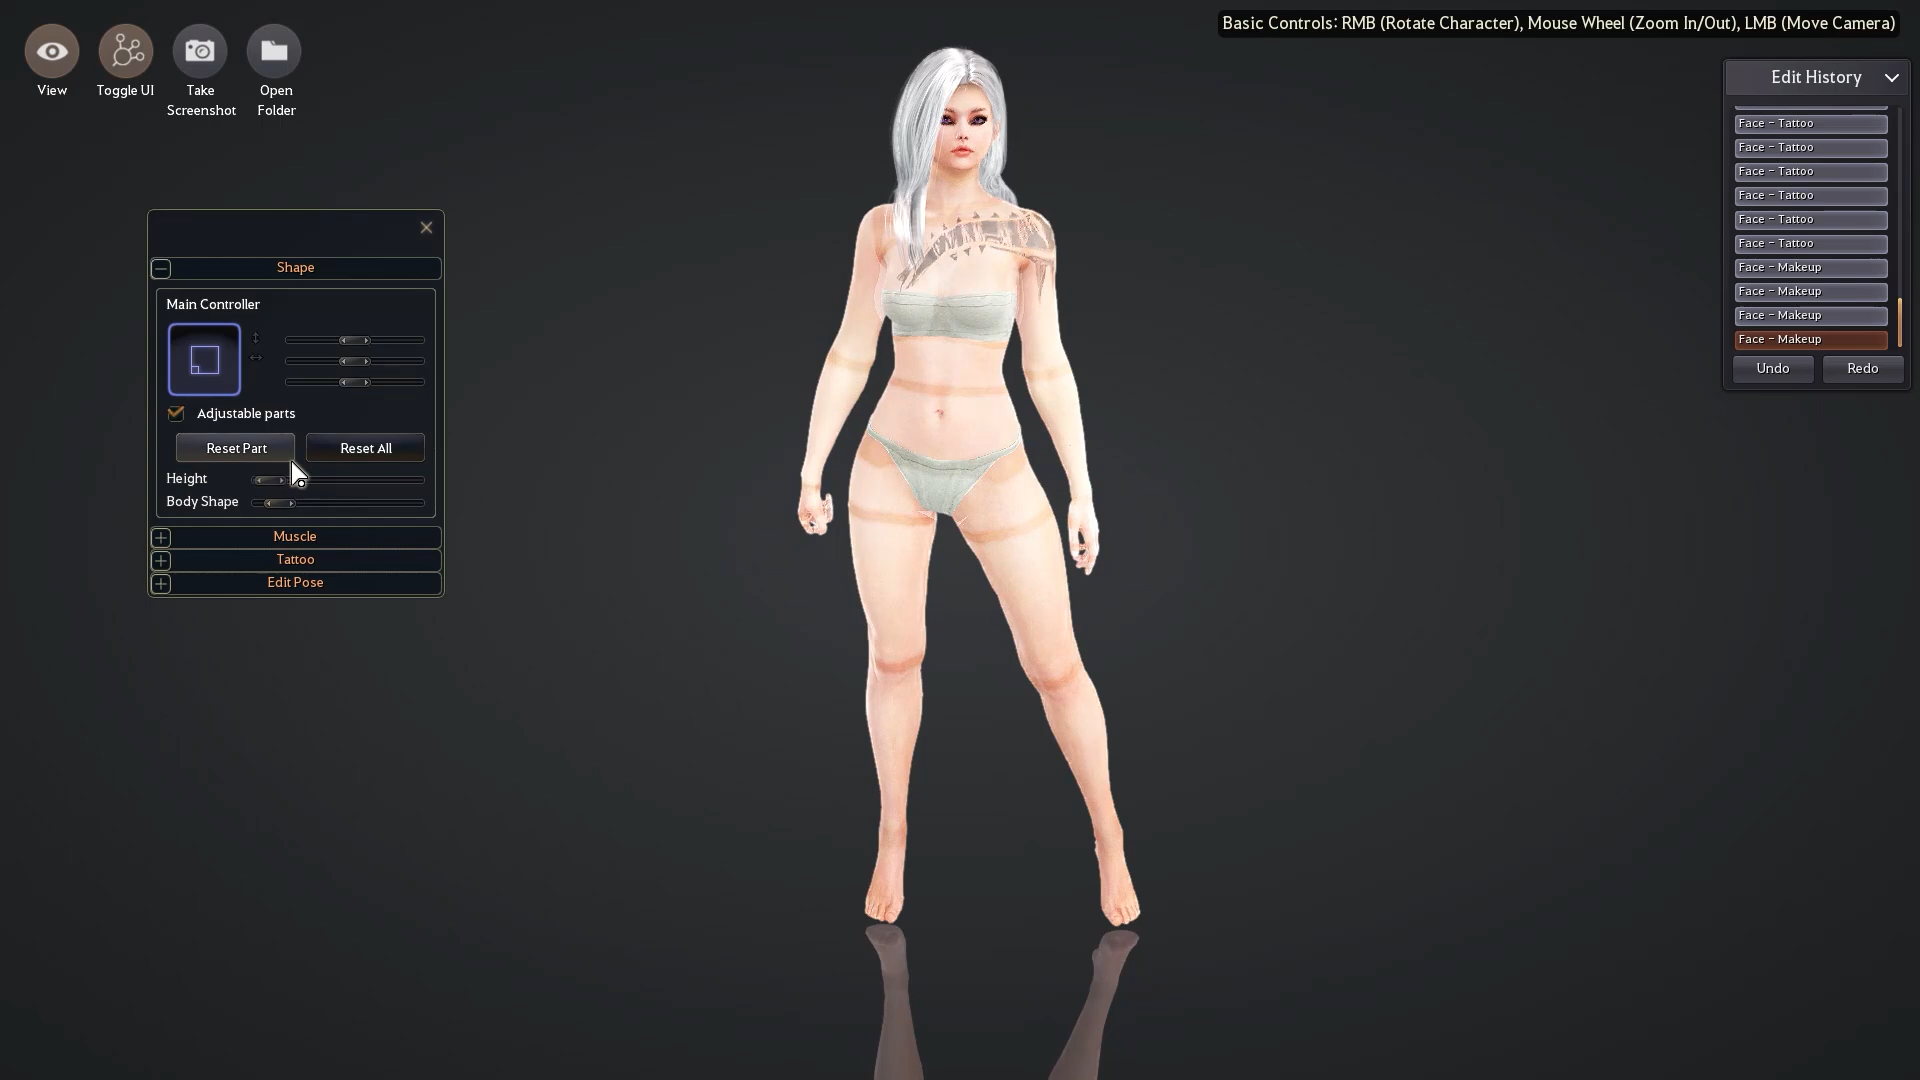 Basic Controls: RMB (Rotate Character), Mouse Wheel (Zoom In/Out), LMB (Move Camera)
View
Toggle UI
Take
Screenshot
Open
Folder
Edit History
Face - Tattoo
Face - Tattoo
Face - Tattoo
Face - Tattoo
Face - Tattoo
Face - Tattoo
Face - Makeup
Face - Makeup
Face - Makeup
Face - Makeup
Undo
Redo
Shape
Main Controller
Adjustable parts
Reset Part
Reset All
Height
Body Shape
Muscle
Tattoo
Edit Pose